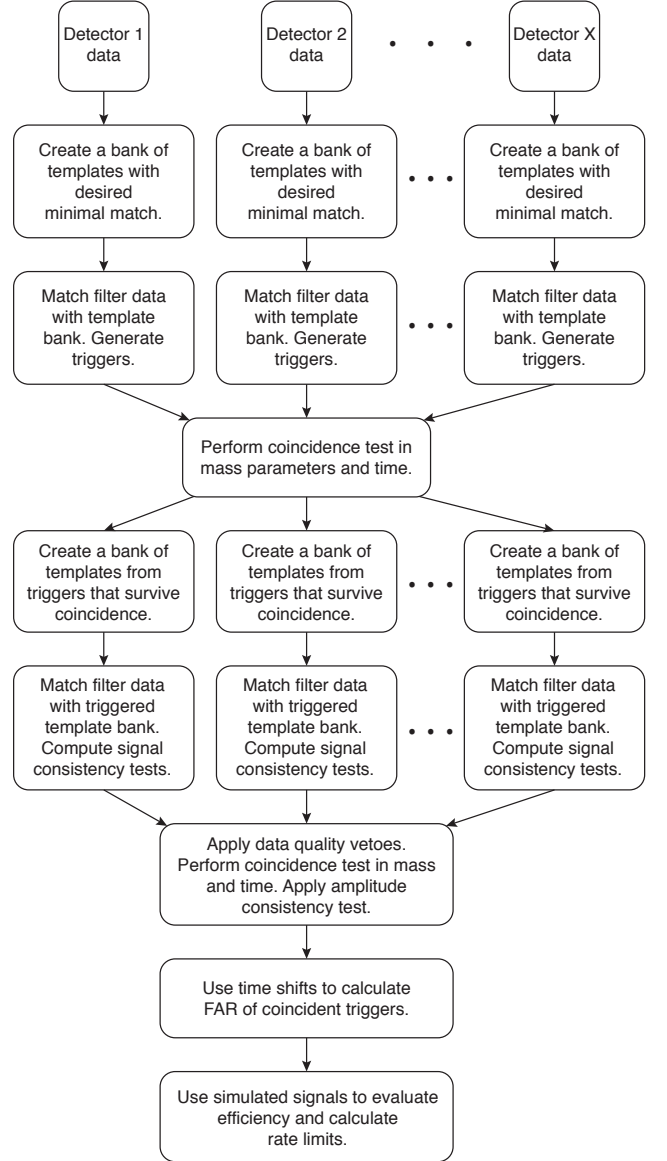 Detector 1
data
Detector 2
data
Detector X
data
Create a bank of
templates with
desired
minimal match.
Create a bank of
templates with
desired
minimal match.
Create a bank of
templates with
desired
minimal match.
Match filter data
with template
bank. Generate
triggers.
Match filter data
with template
bank. Generate
triggers.
Match filter data
with template
bank. Generate
triggers.
Perform coincidence test in
mass parameters and time.
Create a bank of
templates from
triggers that survive
coincidence.
Create a bank of
templates from
triggers that survive
coincidence.
Create a bank of
templates from
triggers that survive
coincidence.
Match filter data
with triggered
template bank.
Compute signal
consistency tests.
Match filter data
with triggered
template bank.
Compute signal
consistency tests.
Match filter data
with triggered
template bank.
Compute signal
consistency tests.
Apply data quality vetoes.
Perform coincidence test in mass
and time. Apply amplitude
consistency test.
Use time shifts to calculate
FAR of coincident triggers.
Use simulated signals to evaluate
efficiency and calculate
rate limits.